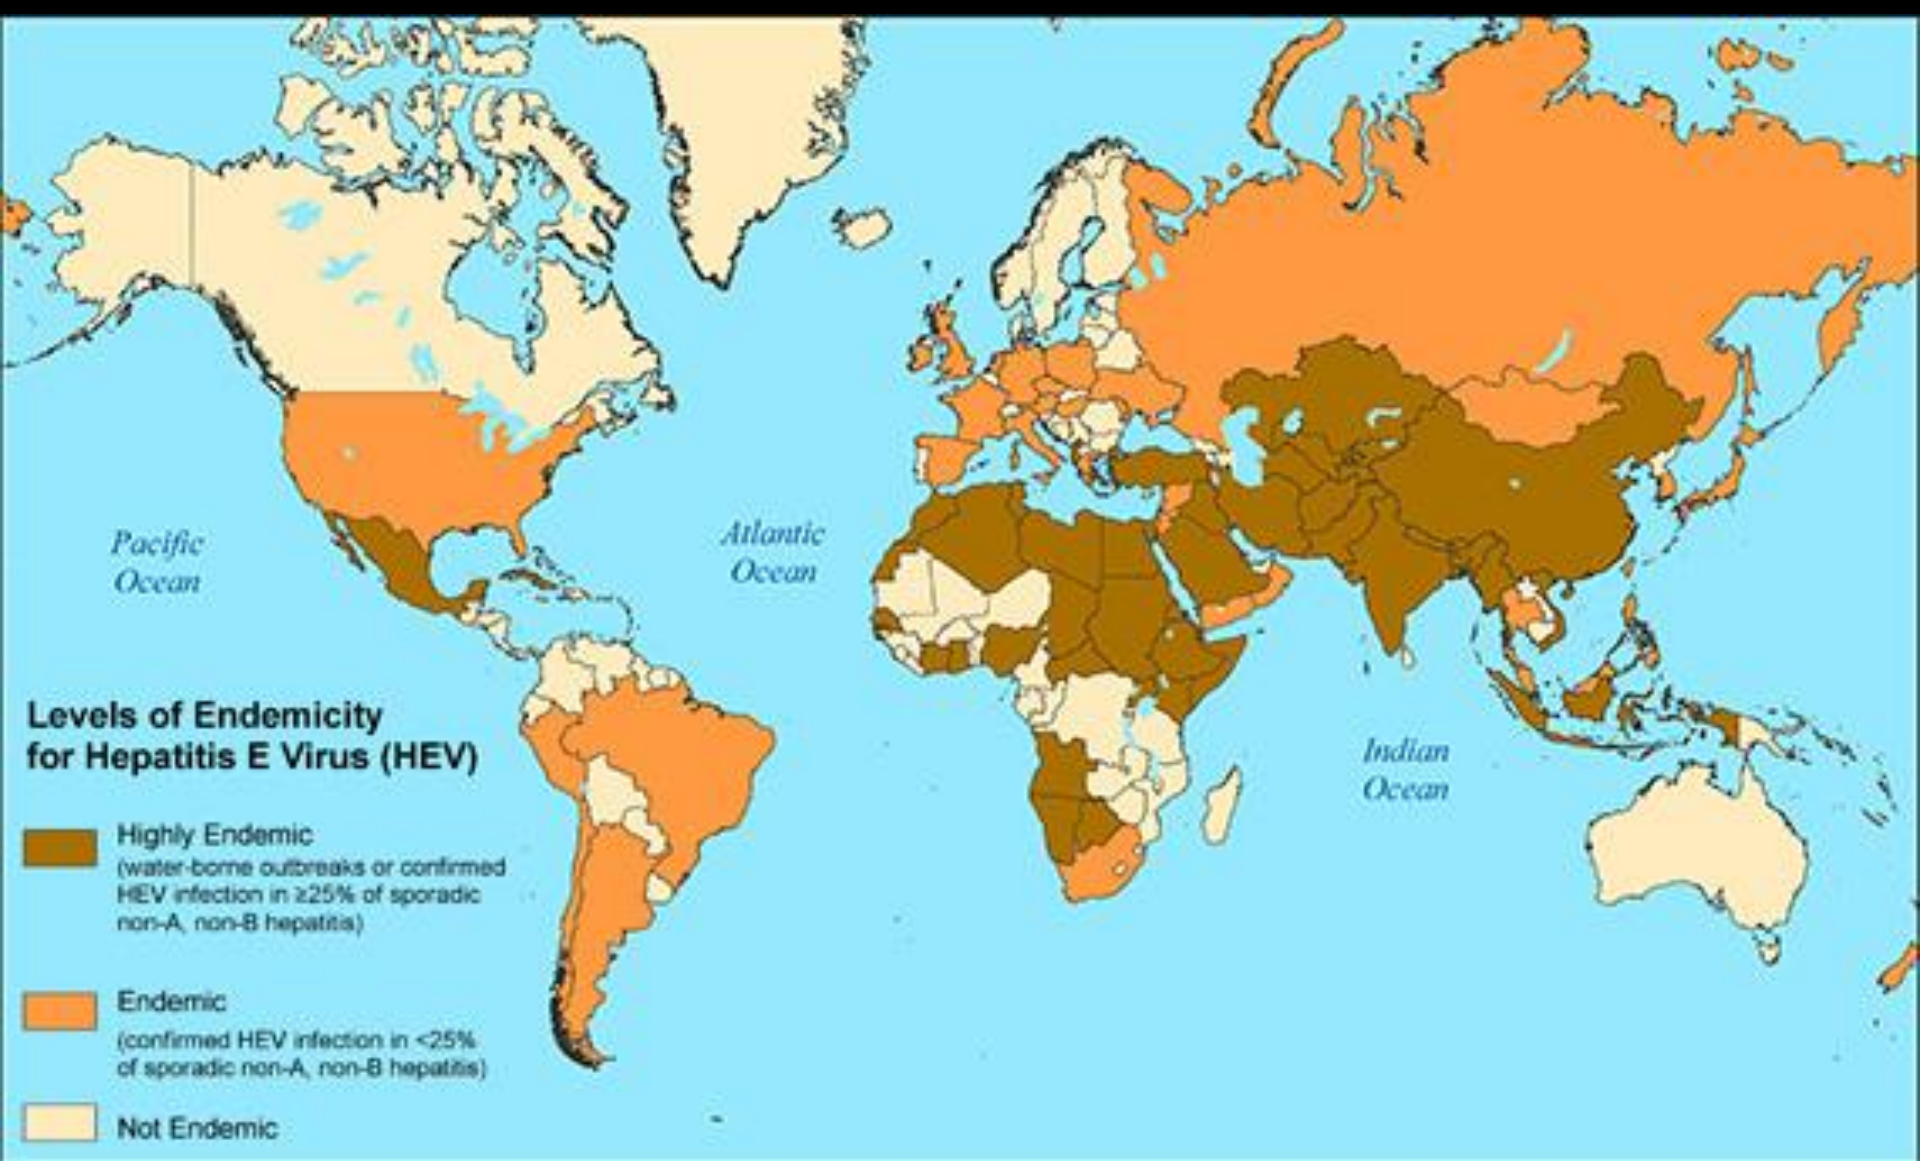 Pacific
Ocean
Atlantic
Ocean
Indian
Ocean
Levels of Endemicity
for Hepatitis E Virus (HEV)
Highly Endemic
(water-borne outbreaks or confirmed
HEV infection in ≥25% of sporadic
non-A, non-B hepatitis)
Endemic
(confirmed HEV infection in <25%
of sporadic non-A, non-B hepatitis)
Not Endemic